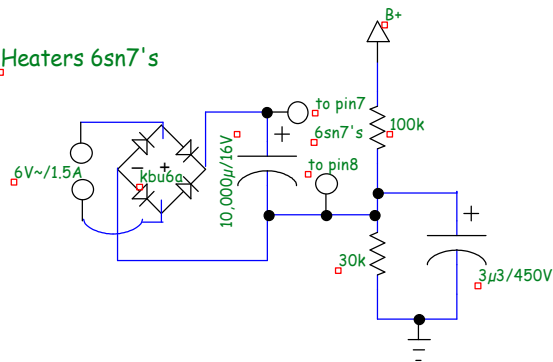 B+
Heaters 6sn7's
to pin7
100k
6sn7's
to pin8
6V~/1.5A
kbu6a
10,000µ/16V
30k
3µ3/450V